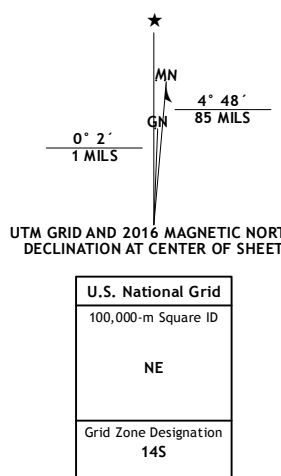 ★
MN
GN
4° 48´
85 MILS
0° 2´
1 MILS
UTM GRID AND 2016 MAGNETIC NORT
DECLINATION AT CENTER OF SHEET
U.S. National Grid
100,000-m Square ID
NE
Grid Zone Designation
14S